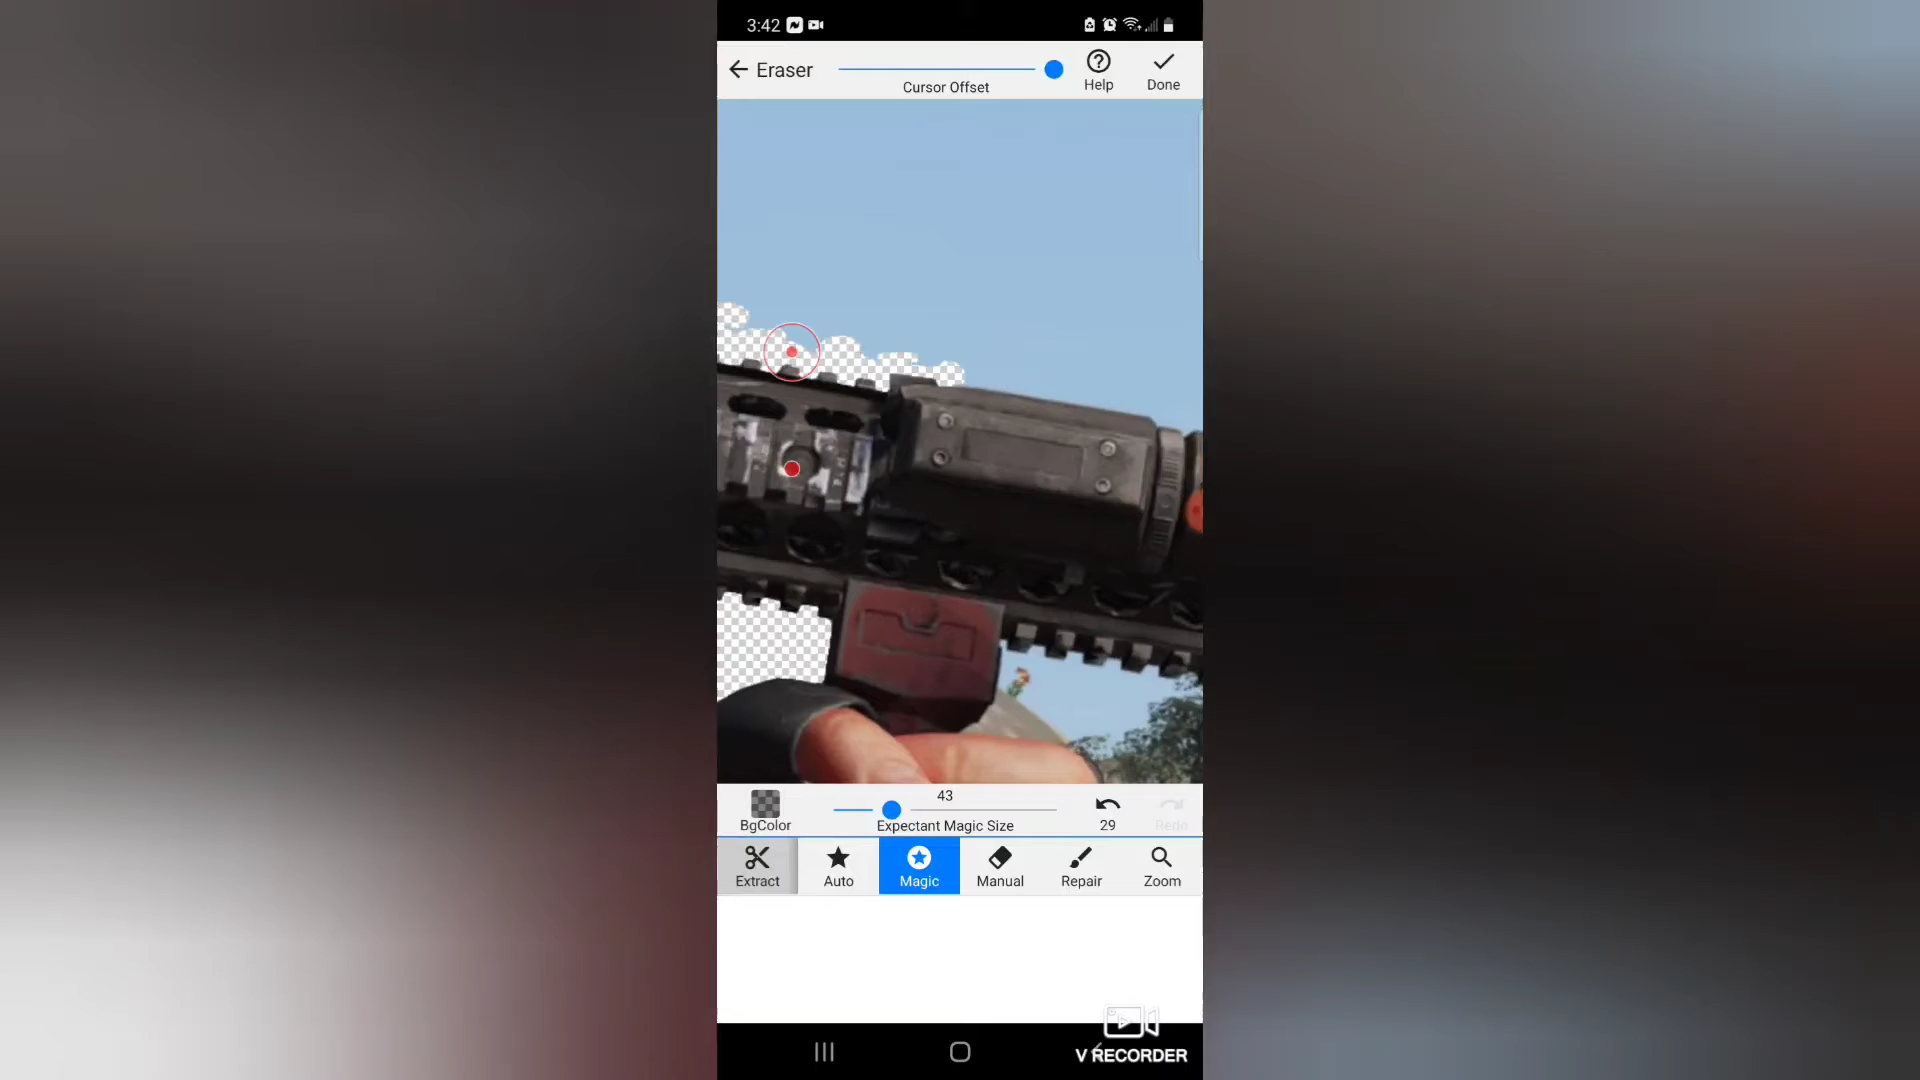 3:42
Eraser
Cursor Offset
Help
Done
43
BgColor
Expectant Magic Size
29
Redo
Extract
Auto
Magic
Manual
Repair
Zoom
V RECORDER